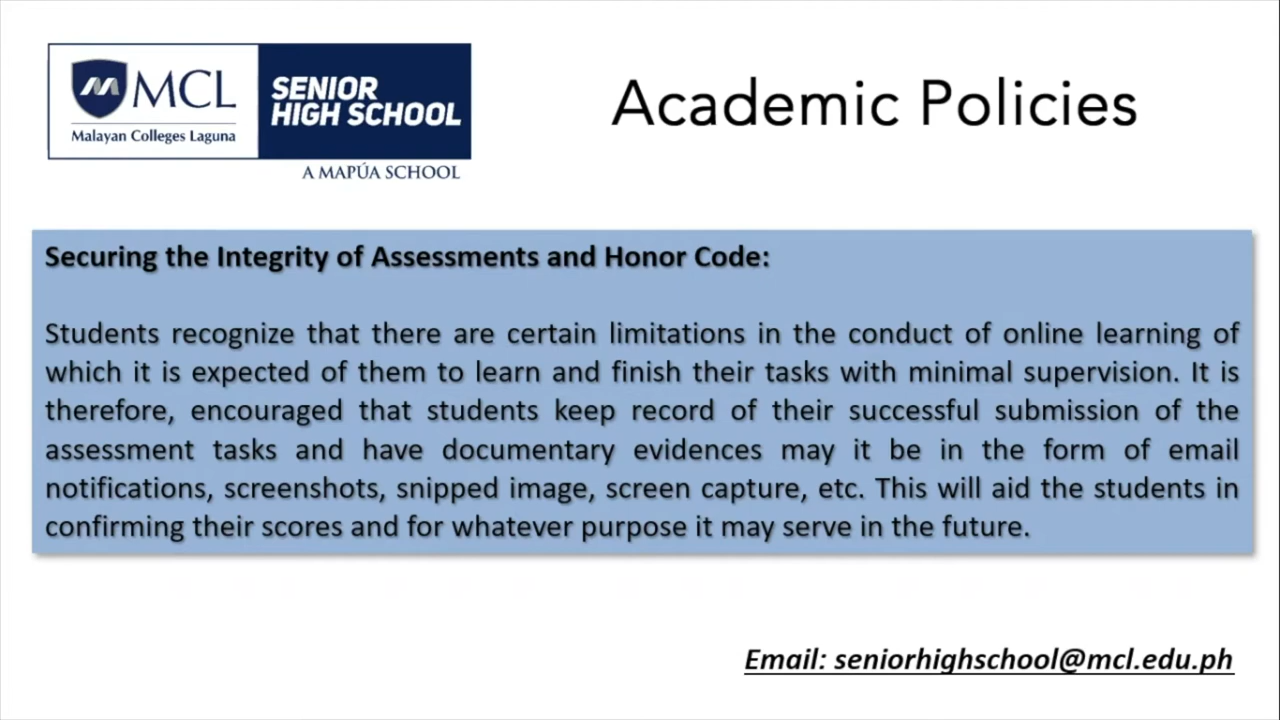 MCL
Malayan Colleges Laguna
SENIOR
HIGH SCHOOL
A MAPÚA SCHOOL
Academic Policies
Securing the Integrity of Assessments and Honor Code:
Students recognize that there are certain limitations in the conduct of online learning of
which it is expected of them to learn and finish their tasks with minimal supervision. It is
therefore, encouraged that students keep record of their successful submission of the
assessment tasks and have documentary evidences may it be in the form of email
notifications, screenshots, snipped image, screen capture, etc. This will aid the students in
confirming their scores and for whatever purpose it may serve in the future.
Email: seniorhighschool@mcl.edu.ph